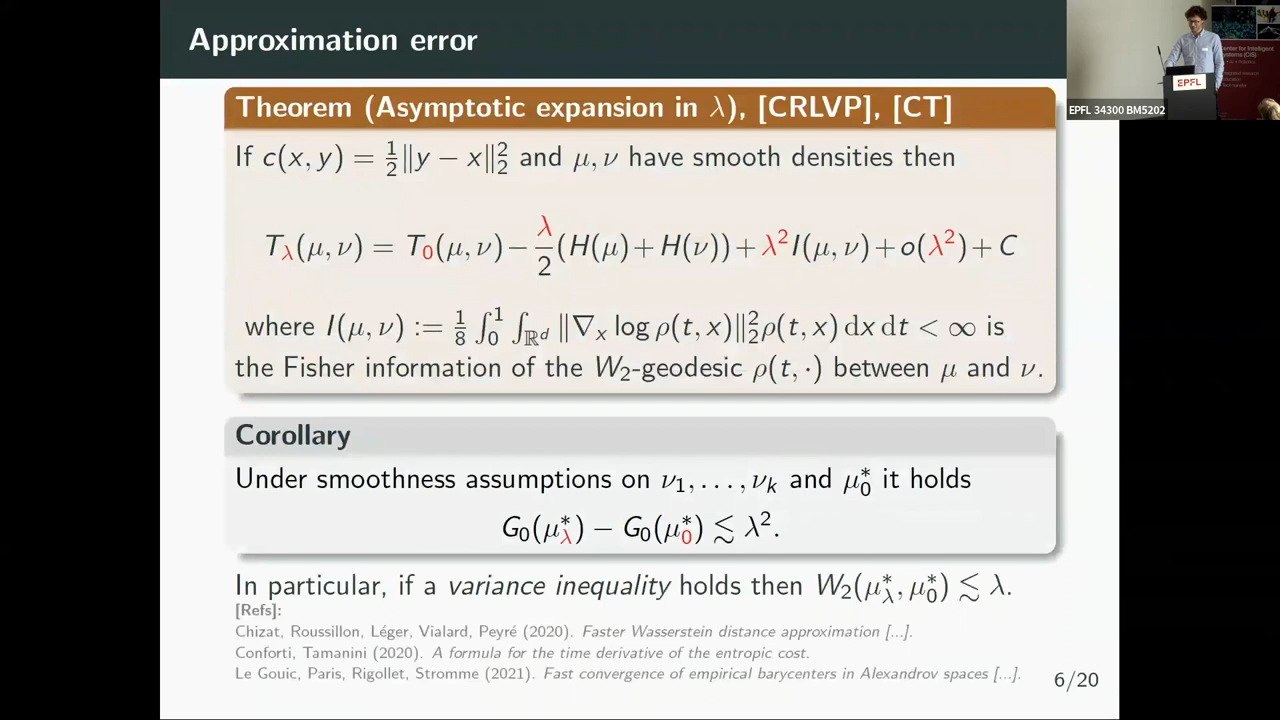 Approximation error
Theorem (Asymptotic expansion in λ), [CRLVP], [CT]
If c(x, y) = ½‖y − x‖₂² and μ, ν have smooth densities then
T_λ(μ, ν) = T₀(μ, ν) − λ/2 (H(μ) + H(ν)) + λ² I(μ, ν) + o(λ²) + C
where I(μ, ν) := ⅛ ∫₀¹ ∫_ℝᵈ ‖∇ₓ log ρ(t, x)‖₂² ρ(t, x) dx dt < ∞ is
the Fisher information of the W₂-geodesic ρ(t, ·) between μ and ν.
Corollary
Under smoothness assumptions on ν₁, . . . , νₖ and μ₀* it holds
G₀(μ_λ*) − G₀(μ₀*) ≲ λ².
In particular, if a variance inequality holds then W₂(μ_λ*, μ₀*) ≲ λ.
[Refs]:
Chizat, Roussillon, Léger, Vialard, Peyré (2020). Faster Wasserstein distance approximation [...].
Conforti, Tamanini (2020). A formula for the time derivative of the entropic cost.
Le Gouic, Paris, Rigollet, Stromme (2021). Fast convergence of empirical barycenters in Alexandrov spaces [...].
6/20
EPFL
EPFL 34300 BM5202